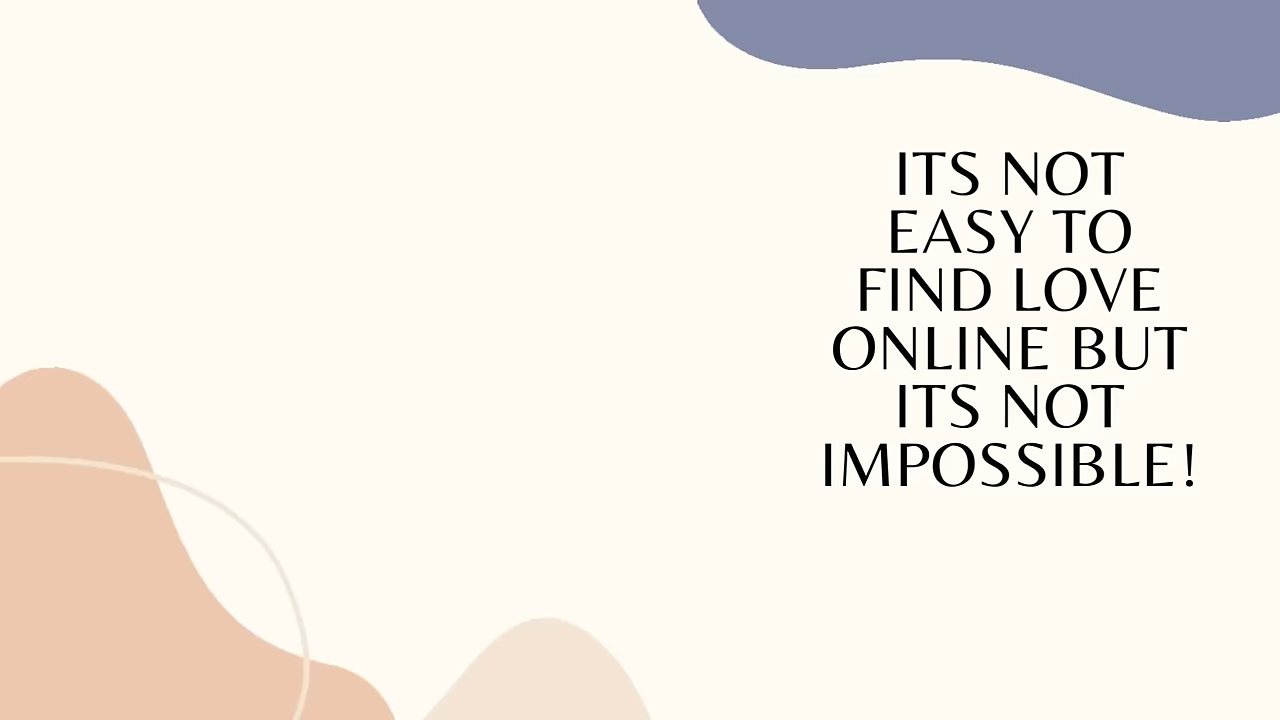 ITS NOT
EASY TO
FIND LOVE
ONLINE BUT
ITS NOT
IMPOSSIBLE!